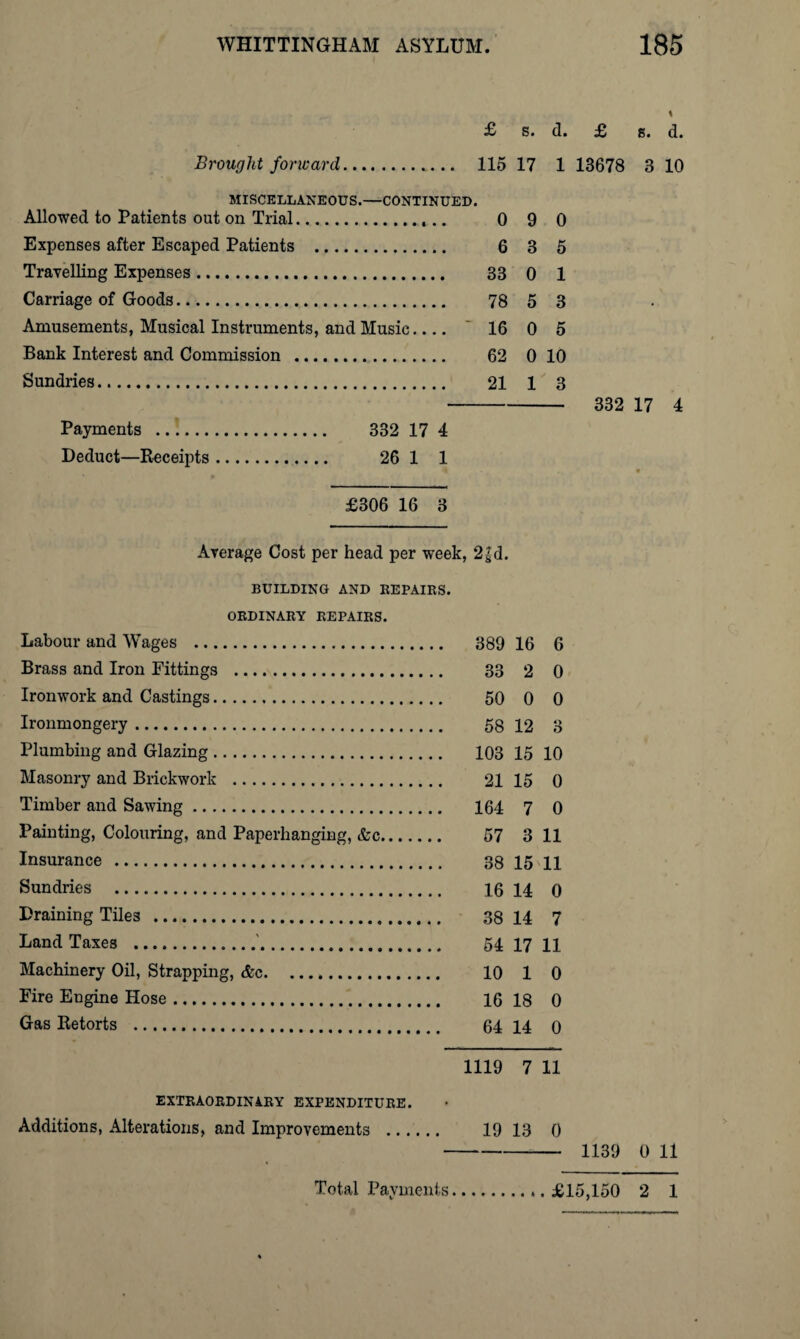 WHITTINGHAM ASYLUM. 185
£ s. d. £ s. d.
Brought forward............ 115 17 1 13678 3 10
MISCELLANEOUS.—CONTINUED.
Allowed to Patients out on Trial.................. 0 9 0
Expenses after Escaped Patients ................ 6 3 5
Travelling Expenses............................ 33 0 1
Carriage of Goods.............................. 78 5 3
Amusements, Musical Instruments, and Music.... 16 0 5
Bank Interest and Commission .................. 62 0 10
Sundries....................................... 21 1 3
332 17 4
Payments .................... 332 17 4
Deduct—Receipts............. 26 1 1
£306 16 3
Average Cost per head per week, 2¾d.
BUILDING AND REPAIRS.
ORDINARY REPAIRS.
Labour and Wages ............................ 389 16 6
Brass and Iron Fittings ........................ 33 2 0
Ironwork and Castings.......................... 50 0 0
Ironmongery................................... 58 12 3
Plumbing and Glazing.......................... 103 15 10
Masonry and Brickwork ........................ 21 15 0
Timber and Sawing............................ 164 7 0
Painting, Colouring, and Paperhanging, &c....... 57 3 11
Insurance .................................... 38 15 11
Sundries ..................................... 16 14 0
Draining Tiles ................................ 38 14 7
Land Taxes .................................. 54 17 11
Machinery Oil, Strapping, &c. .................. 10 1 0
Fire Engine Hose.............................. 16 18 0
Gas Retorts .................................. 64 14 0
1119 7 11
EXTRAORDINARY EXPENDITURE.
Additions, Alterations, and Improvements ...... 19 13 0
1139 0 11
Total Payments........... £15,150 2 1